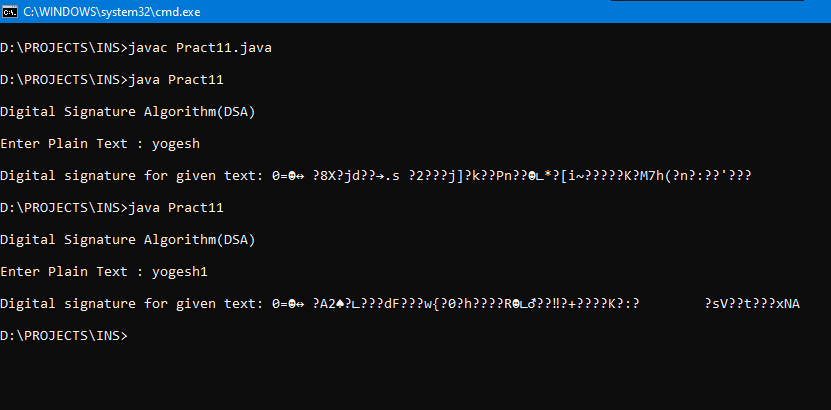 C:\WINDOWS\system32\cmd.exe
D:\PROJECTS\INS>javac Pract11.java
D:\PROJECTS\INS>java Pract11
Digital Signature Algorithm(DSA)
Enter Plain Text : yogesh
Digital signature for given text: 0=☻↔ ?8X?jd??→.s ?2???j]?k??Pn??☻∟*?[i~?????K?M7h(?n?:??'???
D:\PROJECTS\INS>java Pract11
Digital Signature Algorithm(DSA)
Enter Plain Text : yogesh1
Digital signature for given text: 0=☻↔ ?A2♠?∟???dF???w{?0?h????R☻∟♂??‼?+????K?:?        ?sV??t???xNA
D:\PROJECTS\INS>